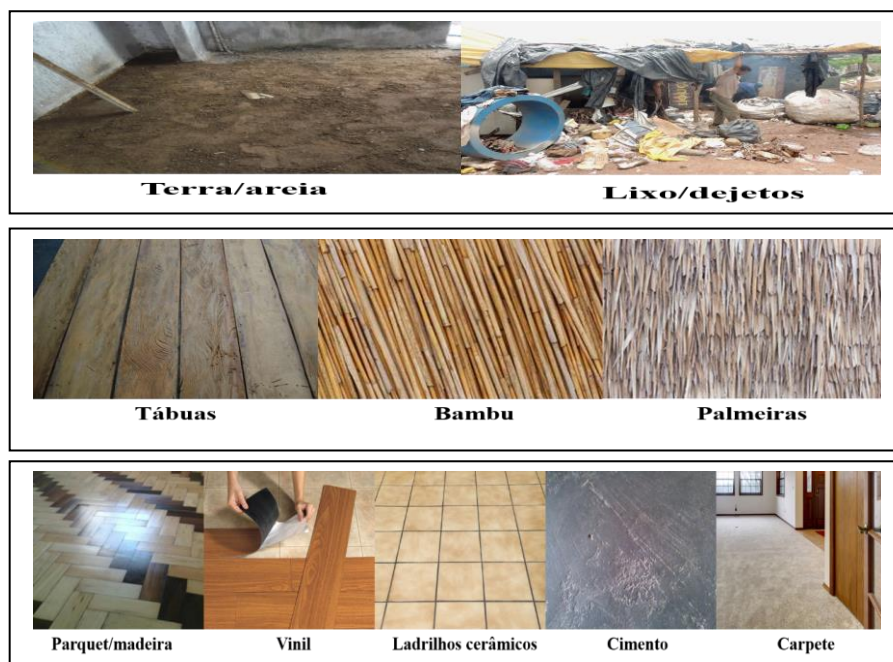 Terra/areia Lixo/dejetos
Tábuas Bambu Palmeiras
Parquet/madeira Vinil Ladrilhos cerâmicos Cimento Carpete